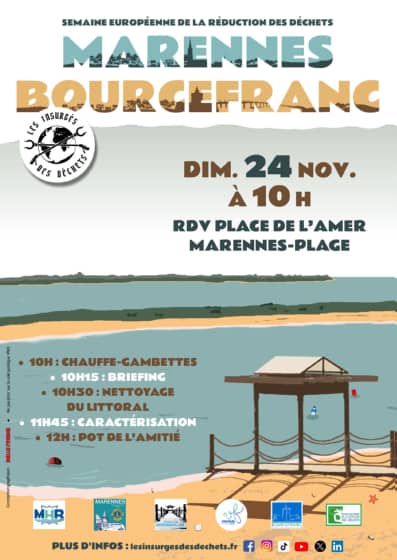 SEMAINE EUROPÉENNE DE LA RÉDUCTION DES DÉCHETS
MARENNES
BOURCEFRANC
LES INSURGÉS
DES DÉCHETS
DIM. 24 NOV.
À 10 H
RDV PLACE DE L'AMER
MARENNES-PLAGE
• 10H : CHAUFFE-GAMBETTES
• 10H15 : BRIEFING
• 10H30 : NETTOYAGE
DU LITTORAL
• 11H45 : CARACTÉRISATION
• 12H : POT DE L'AMITIÉ
MHB
MARENNES
PLUS D'INFOS : lesinsurgesdesdechets.fr